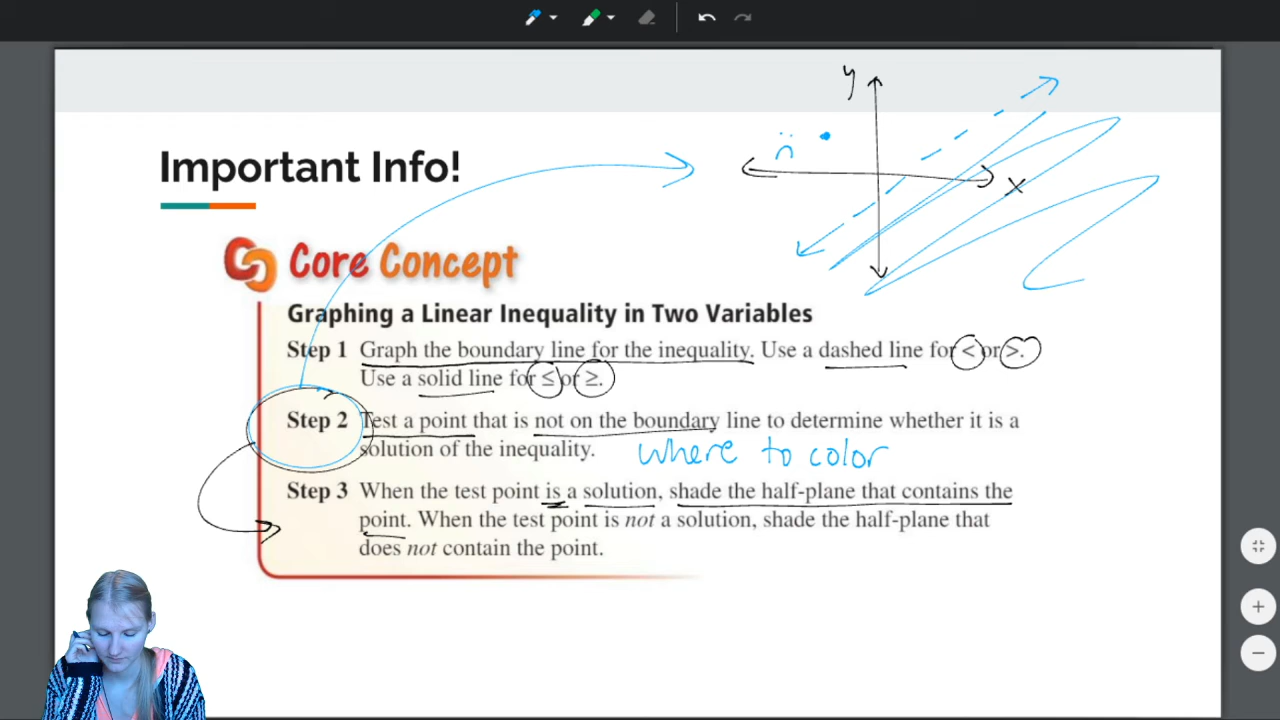 y
x
Important Info!
Core Concept
Graphing a Linear Inequality in Two Variables
Step 1 Graph the boundary line for the inequality. Use a dashed line for < or >.
Use a solid line for ≤ or ≥.
Step 2 Test a point that is not on the boundary line to determine whether it is a
solution of the inequality.
where to color
Step 3 When the test point is a solution, shade the half-plane that contains the
point. When the test point is not a solution, shade the half-plane that
does not contain the point.